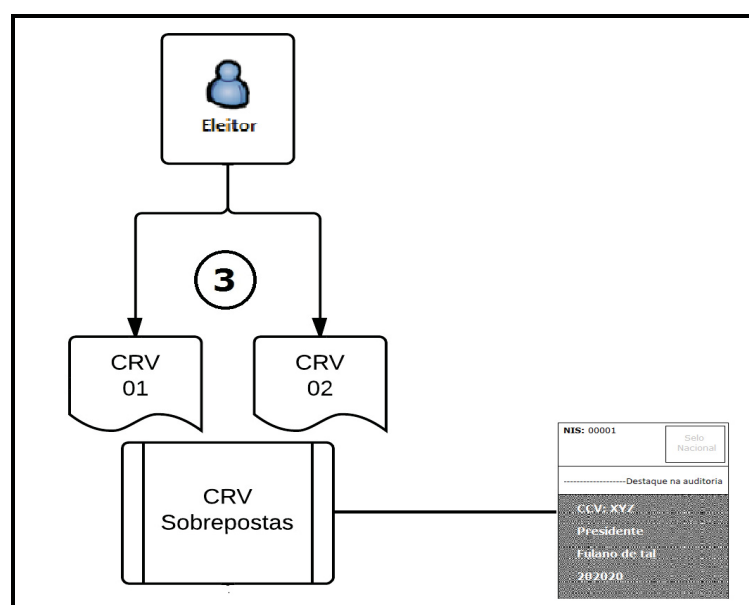 Eleitor
3
CRV
01
CRV
02
CRV
Sobrepostas
NIS: 00001
Selo
Nacional
-------------------Destaque na auditoria
CCV: XYZ
Presidente
Fulano de tal
202020